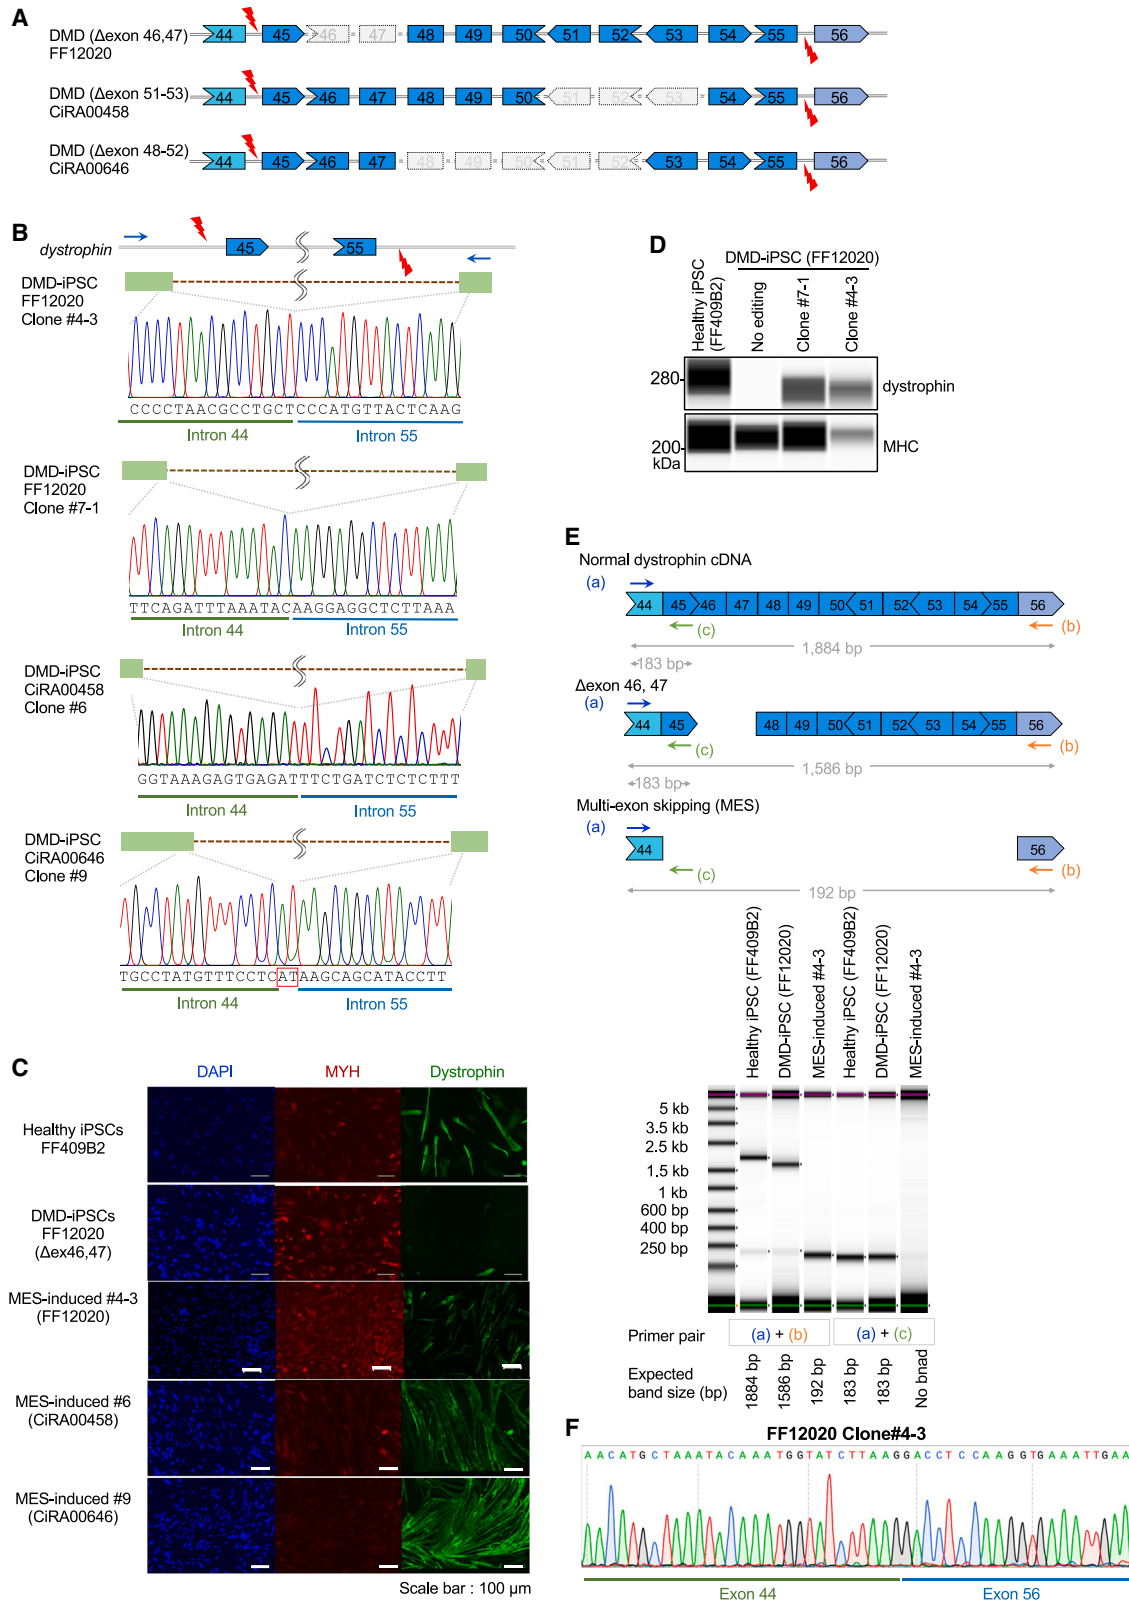 A
DMD (Δexon 46,47)
FF12020
44 45 46 47 48 49 50 51 52 53 54 55 56
DMD (Δexon 51-53)
CiRA00458
44 45 46 47 48 49 50 51 52 53 54 55 56
DMD (Δexon 48-52)
CiRA00646
44 45 46 47 48 49 50 51 52 53 54 55 56
B
dystrophin
45 55
DMD-iPSC
FF12020
Clone #4-3
CCCCTAACGCCTGCTCCCATGTTACTCAAG
Intron 44 Intron 55
DMD-iPSC
FF12020
Clone #7-1
TTCAGATTTAAATACAAGGAGGCTCTTAAA
Intron 44 Intron 55
DMD-iPSC
CiRA00458
Clone #6
GGTAAAGAGTGAGATTTCTGATCTCTCTTT
Intron 44 Intron 55
DMD-iPSC
CiRA00646
Clone #9
TGCCTATGTTTCCTCATAAGCAGCATACCTT
Intron 44 Intron 55
C
DAPI MYH Dystrophin
Healthy iPSCs
FF409B2
DMD-iPSCs
FF12020
(Δex46,47)
MES-induced #4-3
(FF12020)
MES-induced #6
(CiRA00458)
MES-induced #9
(CiRA00646)
Scale bar : 100 μm
D
DMD-iPSC (FF12020)
Healthy iPSC
(FF409B2)
No editing
Clone #7-1
Clone #4-3
280
dystrophin
200
kDa
MHC
E
Normal dystrophin cDNA
(a)
44 45 46 47 48 49 50 51 52 53 54 55 56
(c) (b)
1,884 bp
183 bp
Δexon 46, 47
(a)
44 45 48 49 50 51 52 53 54 55 56
(c) (b)
1,586 bp
183 bp
Multi-exon skipping (MES)
(a)
44 56
(c) (b)
192 bp
Healthy iPSC (FF409B2)
DMD-iPSC (FF12020)
MES-induced #4-3
Healthy iPSC (FF409B2)
DMD-iPSC (FF12020)
MES-induced #4-3
5 kb
3.5 kb
2.5 kb
1.5 kb
1 kb
600 bp
400 bp
250 bp
Primer pair (a) + (b) (a) + (c)
Expected
band size (bp)
1884 bp
1586 bp
192 bp
183 bp
183 bp
No bnad
F
FF12020 Clone#4-3
AACATGCTAAATACAAATGGTATCTTAAGGACCTCCAAGGTGAAATTGAA
Exon 44 Exon 56